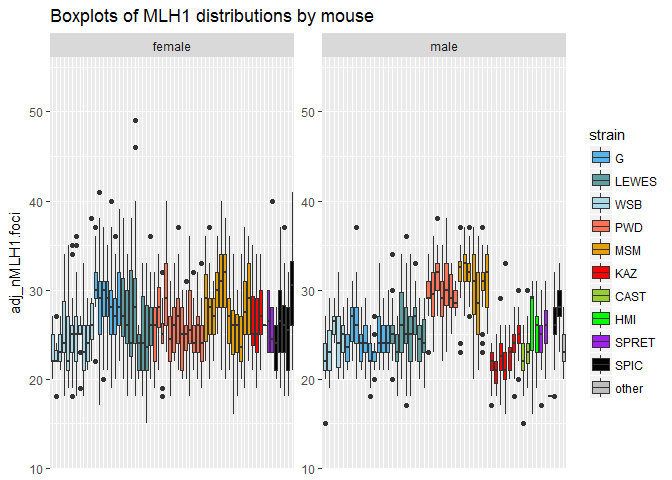 Boxplots of MLH1 distributions by mouse
female
male
adj_nMLH1.foci
50
40
30
20
10
50
40
30
20
10
strain
G
LEWES
WSB
PWD
MSM
KAZ
CAST
HMI
SPRET
SPIC
other